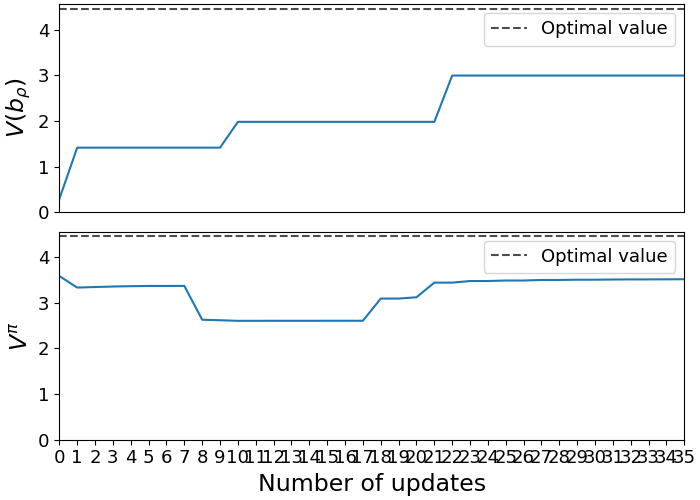 4
3
2
1
0
V(b_ρ)
Optimal value
4
3
2
1
0
V^π
Optimal value
0 1 2 3 4 5 6 7 8 9 10 11 12 13 14 15 16 17 18 19 20 21 22 23 24 25 26 27 28 29 30 31 32 33 34 35
Number of updates